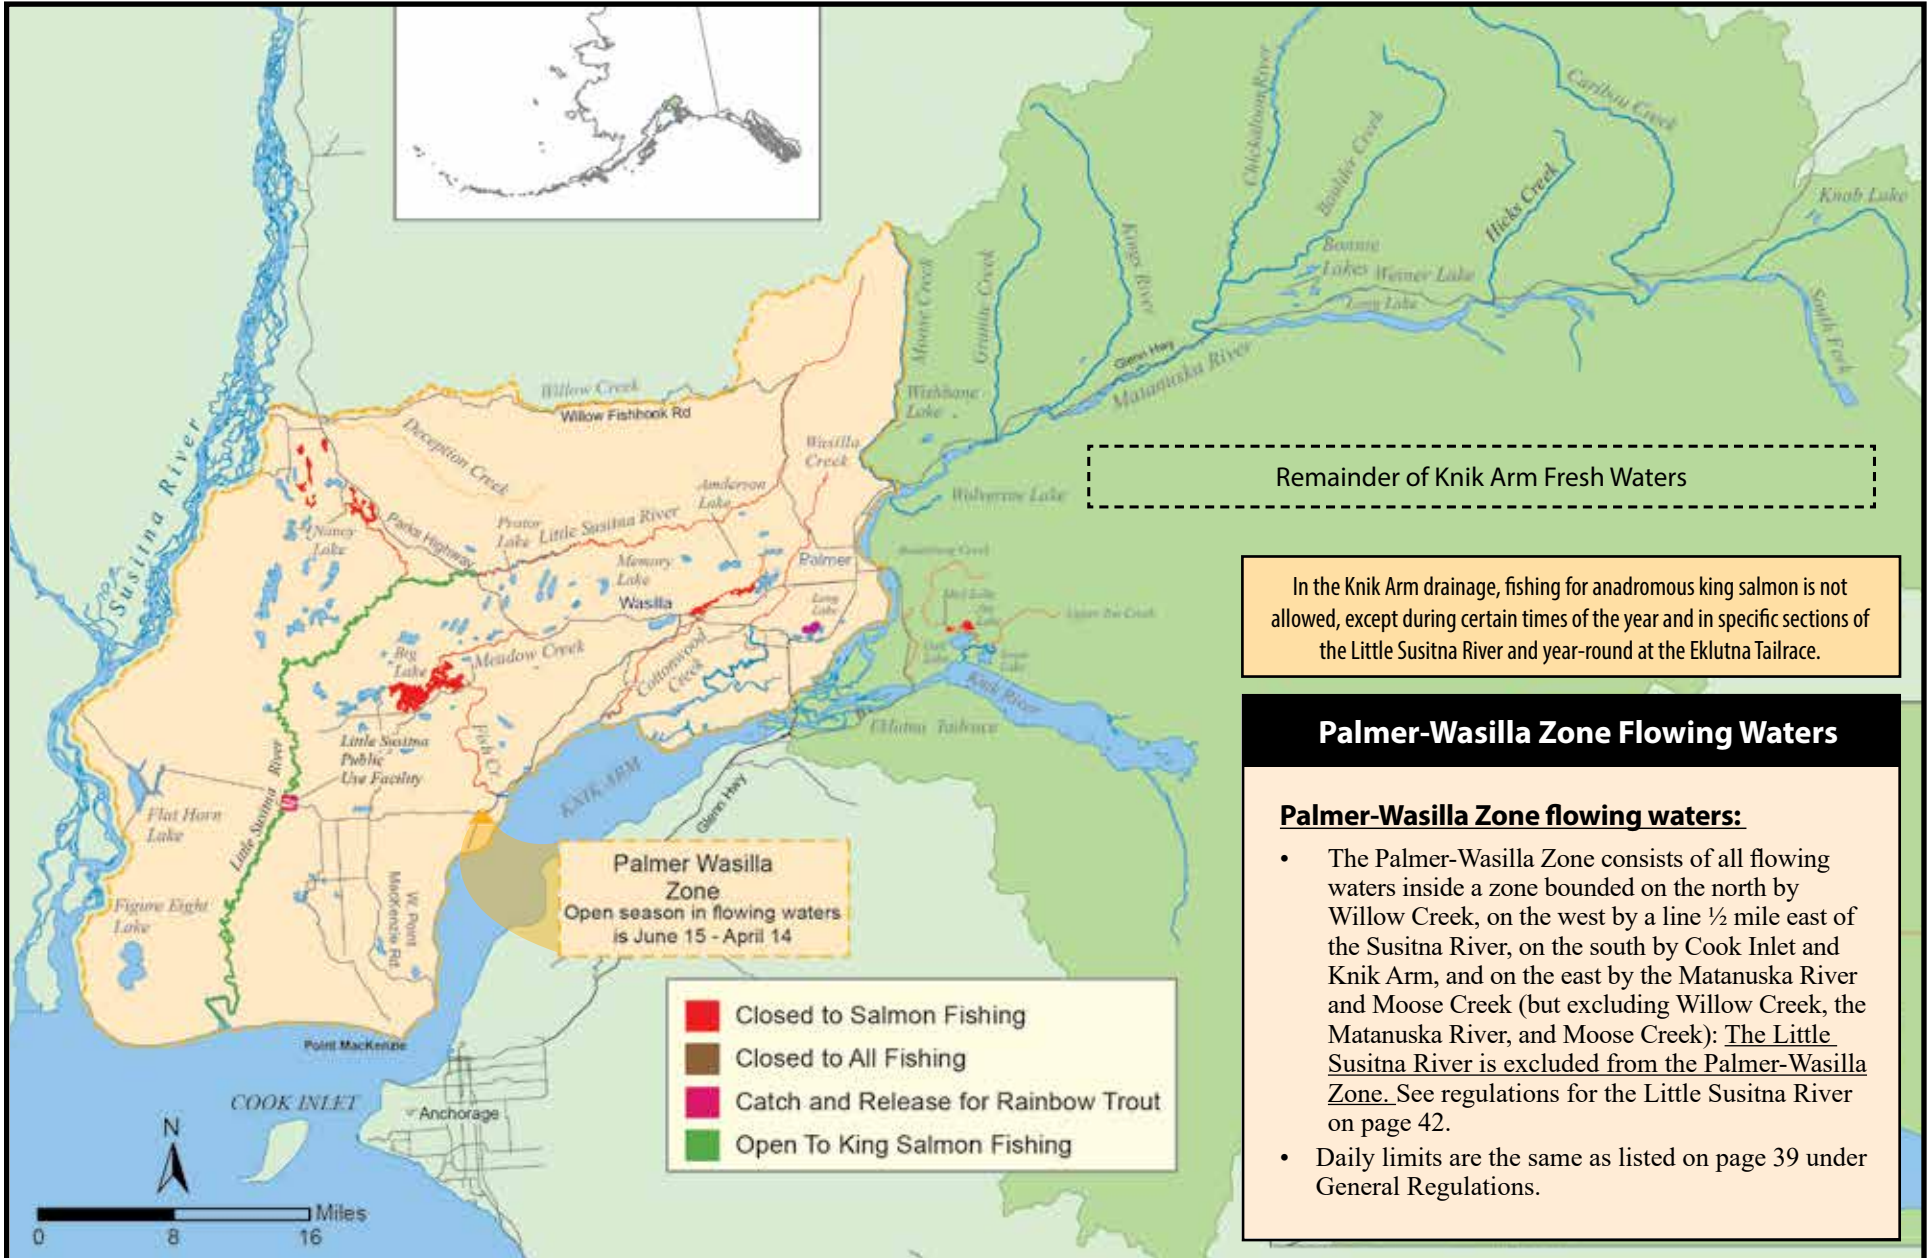 Chickaloon River
Caribou Creek
Boulder Creek
Hicks Creek
Knob Lake
Kings River
Bonnie
Lakes
Weiner Lake
Long Lake
South Fork
Moose Creek
Granite Creek
Glenn Hwy
Matanuska River
Wishbone
Lake
Willow Creek
Willow Fishhook Rd
Deception Creek
Wasilla
Creek
Susitna River
Remainder of Knik Arm Fresh Waters
Anderson
Lake
Wolverine Lake
Nancy
Lake
Parks Highway
Little Susitna River
Lake
Memory
Lake
Palmer
Wasilla
Long
Lake
Big
Lake
Meadow Creek
Cottonwood
Creek
Knik River
Eklutna Tailrace
Little Susitna
Public
Use Facility
Fish Cr.
KNIK ARM
Glenn Hwy
Flat Horn
Lake
Little Susitna River
Figure Eight
Lake
W. Point
MacKenzie Rd
Point MacKenzie
COOK INLET
Anchorage
N
Miles
0 8 16
Palmer Wasilla
Zone
Open season in flowing waters
is June 15 - April 14
Closed to Salmon Fishing
Closed to All Fishing
Catch and Release for Rainbow Trout
Open To King Salmon Fishing
In the Knik Arm drainage, fishing for anadromous king salmon is not
allowed, except during certain times of the year and in specific sections of
the Little Susitna River and year-round at the Eklutna Tailrace.
Palmer-Wasilla Zone Flowing Waters
Palmer-Wasilla Zone flowing waters:
• The Palmer-Wasilla Zone consists of all flowing
waters inside a zone bounded on the north by
Willow Creek, on the west by a line ½ mile east of
the Susitna River, on the south by Cook Inlet and
Knik Arm, and on the east by the Matanuska River
and Moose Creek (but excluding Willow Creek, the
Matanuska River, and Moose Creek): The Little
Susitna River is excluded from the Palmer-Wasilla
Zone. See regulations for the Little Susitna River
on page 42.
• Daily limits are the same as listed on page 39 under
General Regulations.